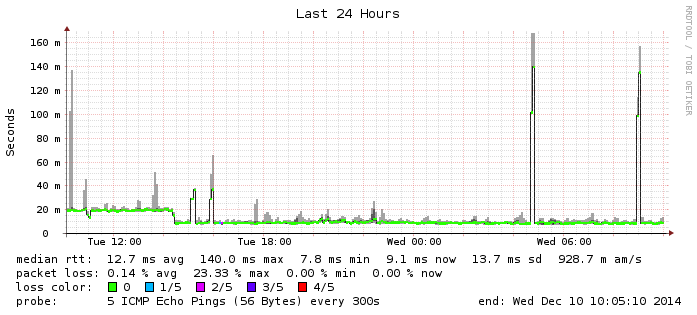 Last 24 Hours
RRDTOOL / TOBI OETIKER
Seconds
160 m
140 m
120 m
100 m
80 m
60 m
40 m
20 m
0
Tue 12:00 Tue 18:00 Wed 00:00 Wed 06:00
median rtt: 12.7 ms avg 140.0 ms max 7.8 ms min 9.1 ms now 13.7 ms sd 928.7 m am/s
packet loss: 0.14 % avg 23.33 % max 0.00 % min 0.00 % now
loss color: 0 1/5 2/5 3/5 4/5
probe: 5 ICMP Echo Pings (56 Bytes) every 300s end: Wed Dec 10 10:05:10 2014